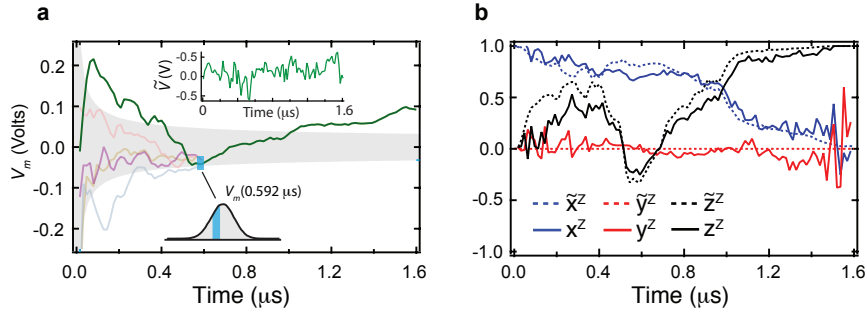 a
0.2
0.1
0.0
-0.1
-0.2
V_m (Volts)
-0.5
0.0
-0.5
Ṽ(V)
0.0
Time (μs)
1.6
V_m(0.592 μs)
0.0
0.4
0.8
1.2
1.6
Time (μs)
b
1.0
0.5
0.0
-0.5
-1.0
x̃^z ỹ^z z̃^z
x^z y^z z^z
0.0
0.4
0.8
1.2
1.6
Time (μs)